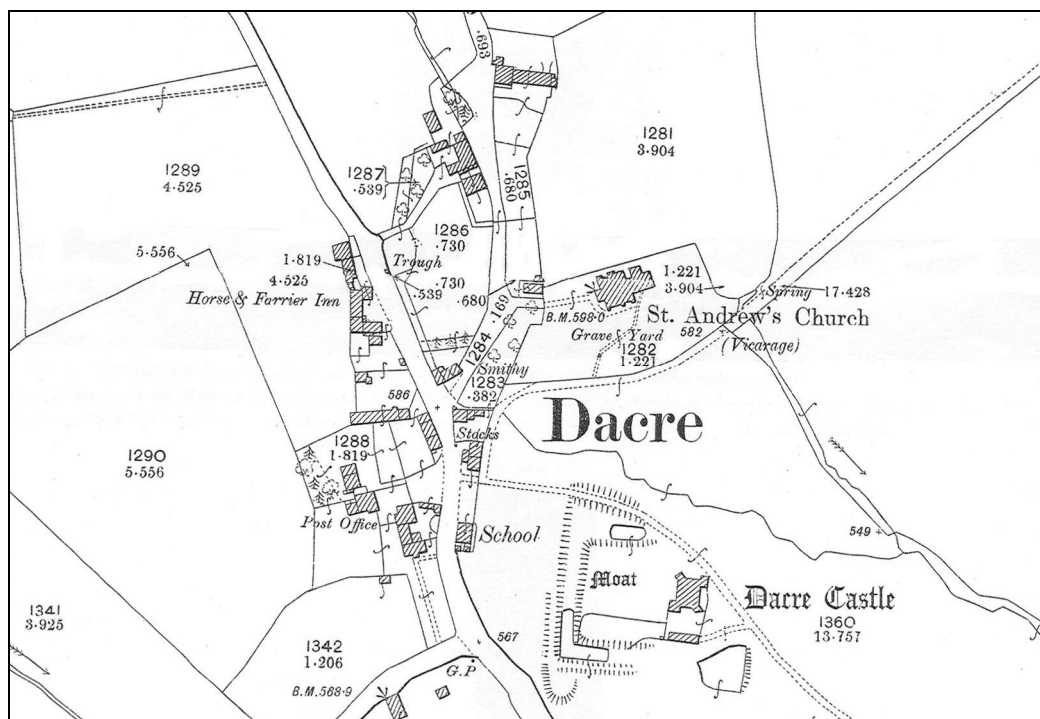 .693
1281
3.904
1289
4.525
1287
.539
1285
.680
5.556
1286
.730
1.819
4.525
Trough
.539
.730
.680
Horse & Farrier Inn
1.221
3.904
Spring
17.428
.169
B.M.598.0
St. Andrew's Church
Grave Yard
582
(Vicarage)
1284
1282
1.221
Smithy
1283
.382
586
Stocks
Dacre
1288
1.819
1290
5.556
Post Office
School
549
Moat
Dacre Castle
1360
13.757
1341
3.925
567
1342
1.206
G.P
B.M.568.9